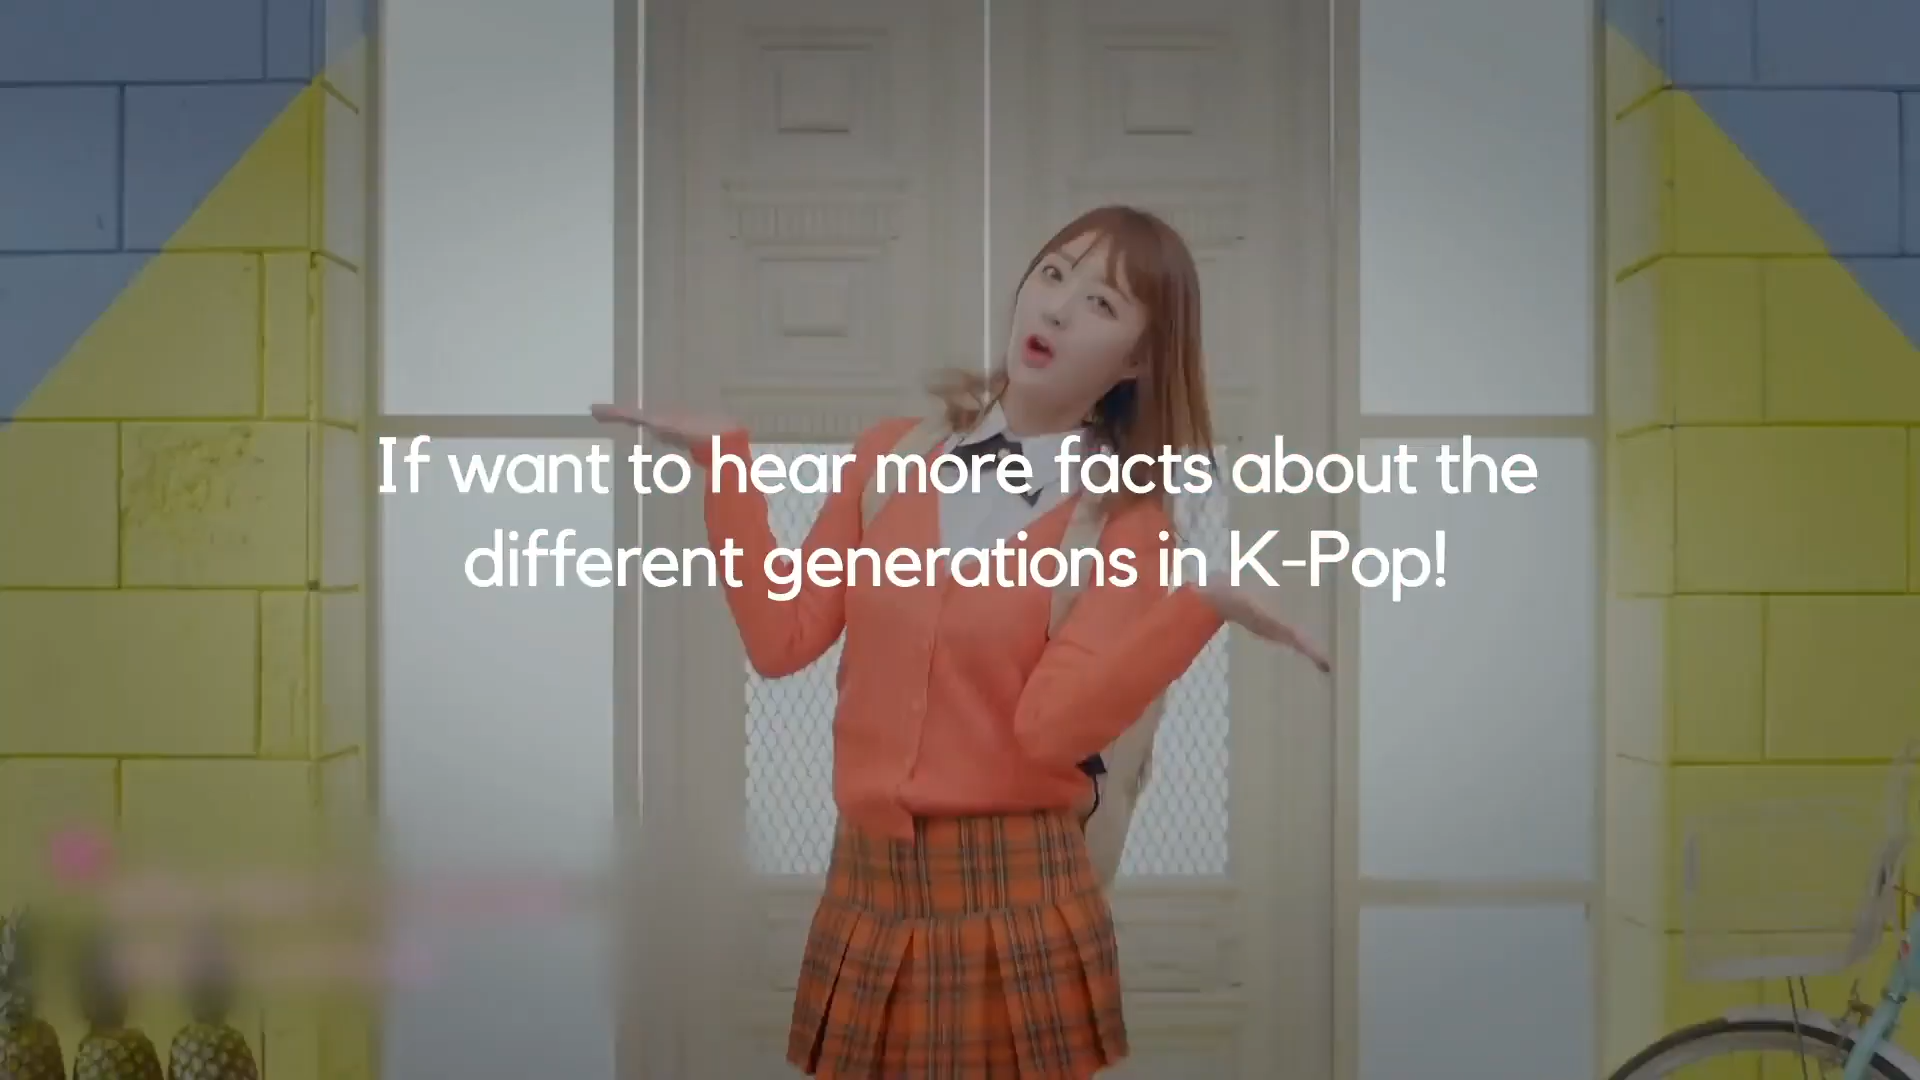 If want to hear more facts about the
different generations in K-Pop!